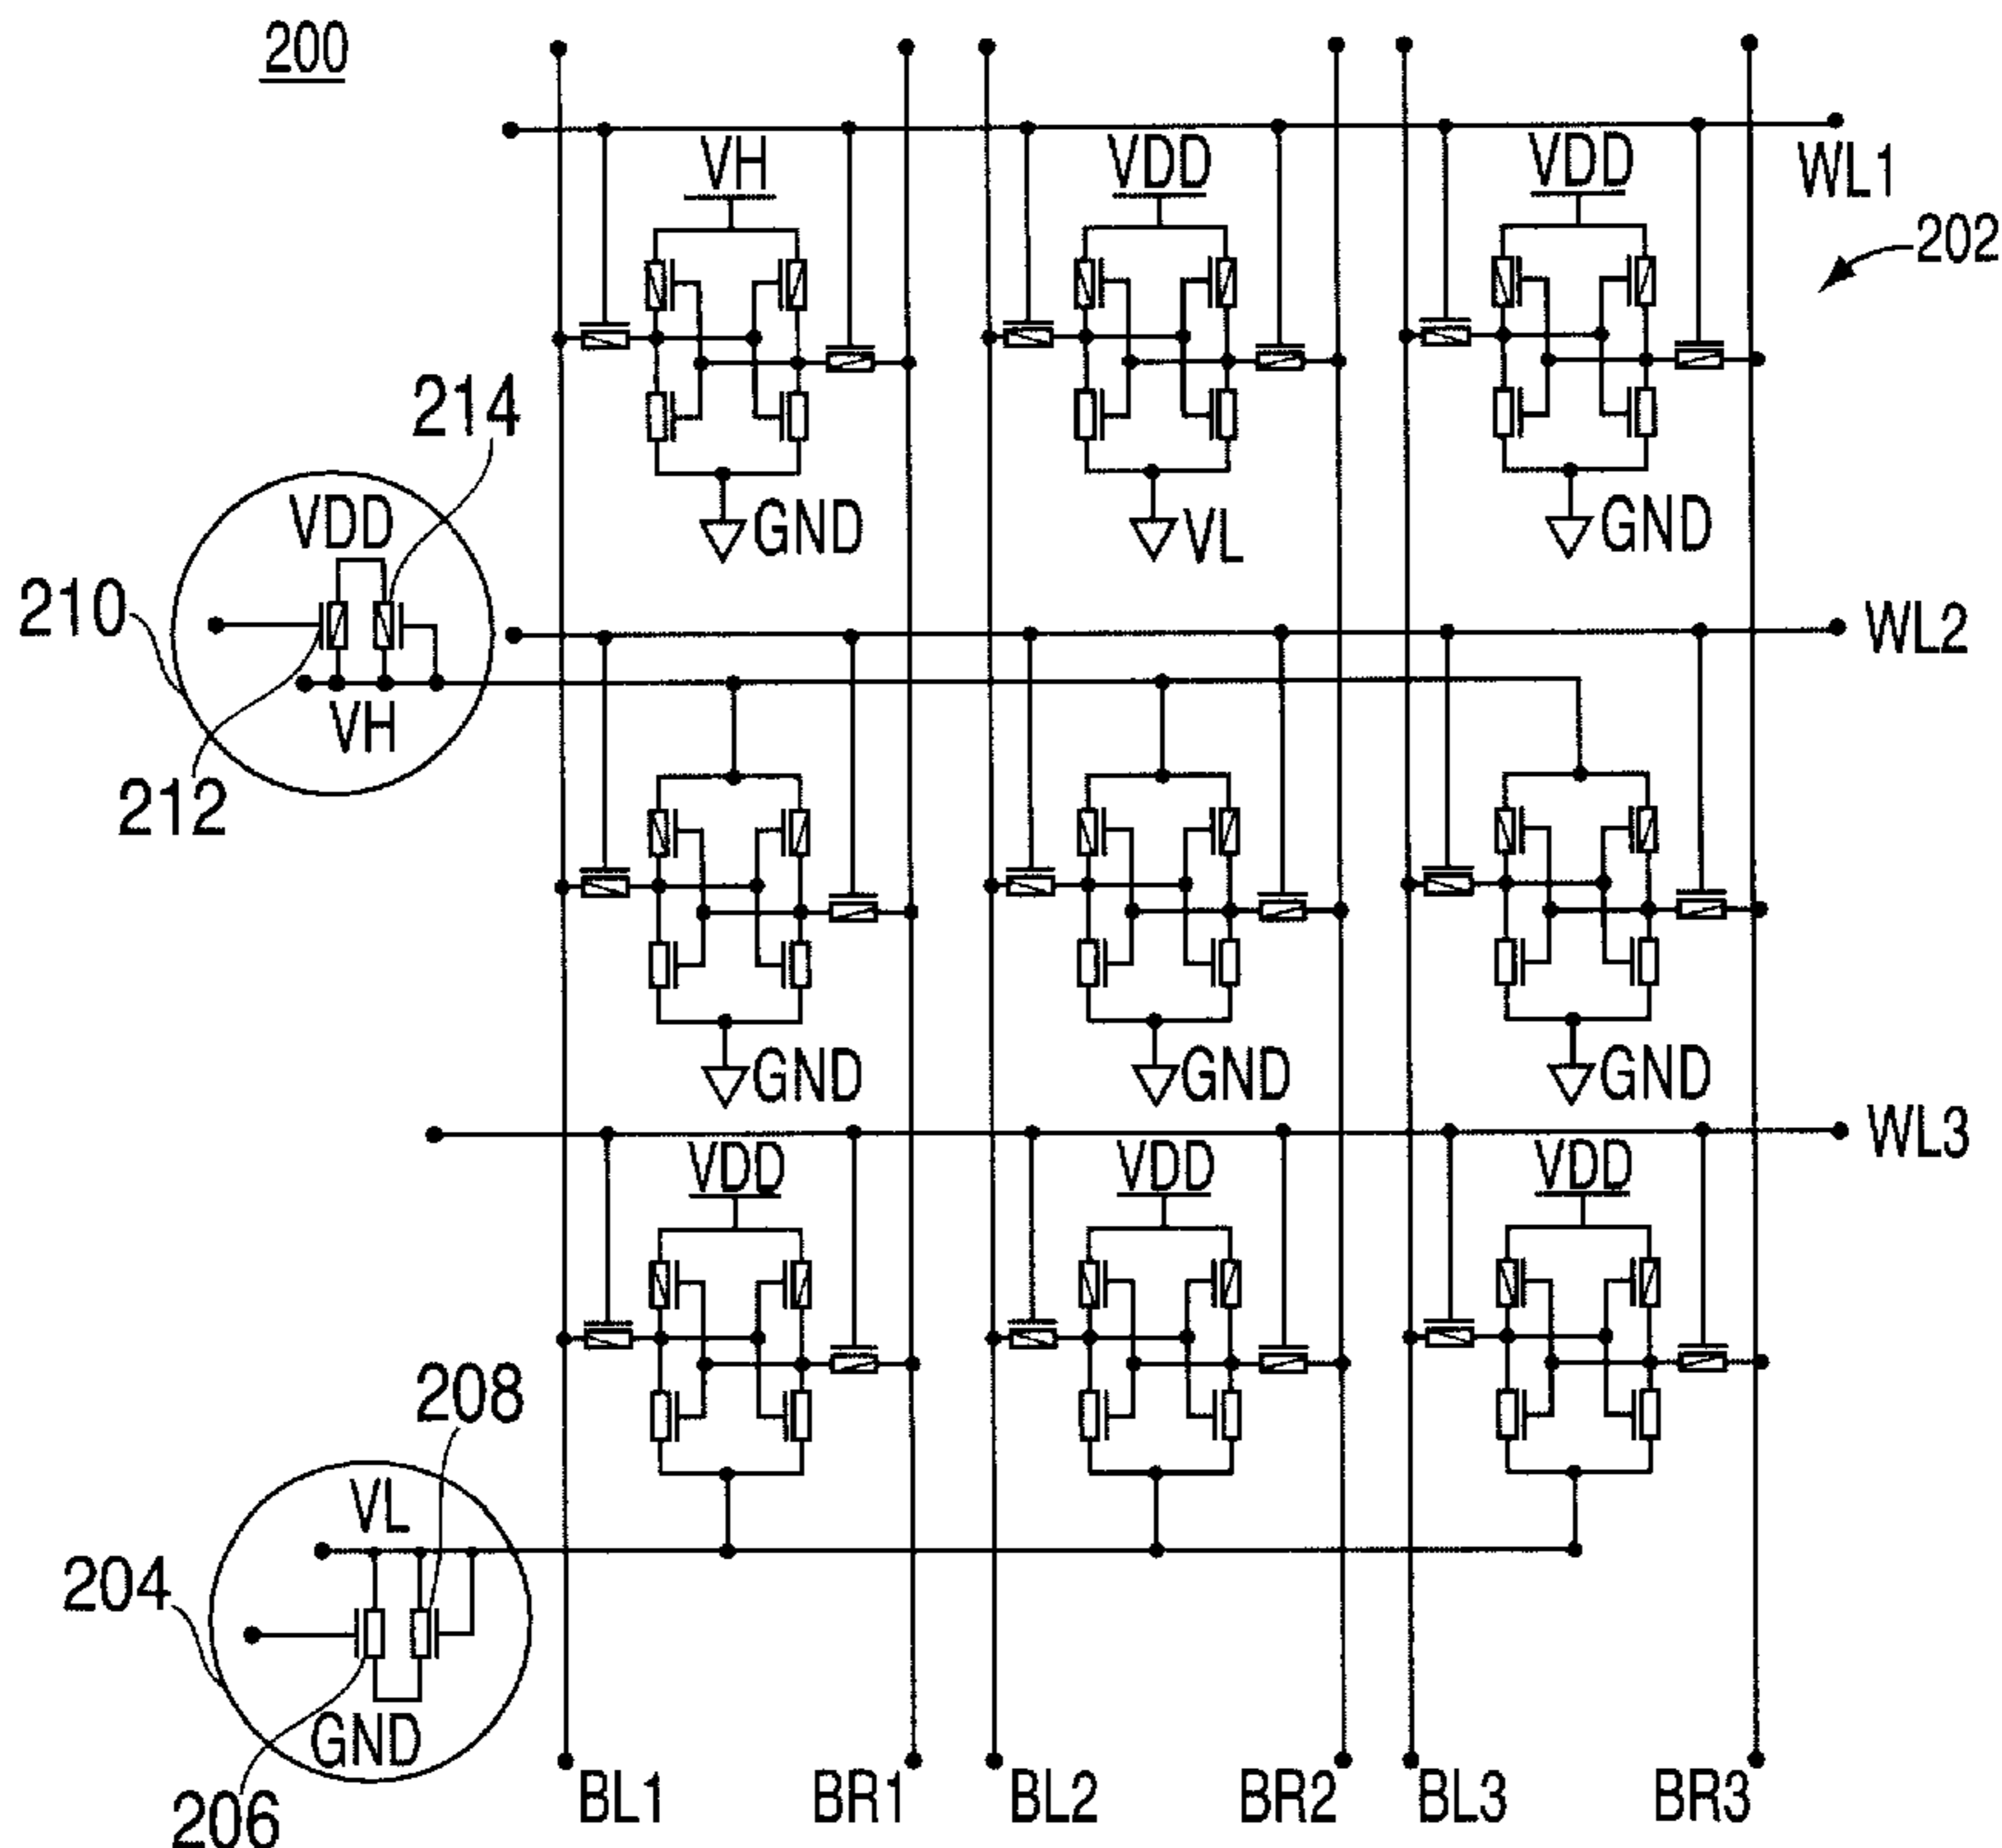 200
VH VDD VDD WL1
202
214
GND VL GND
VDD
210 WL2
VH
212
GND GND GND
WL3
VDD VDD VDD
208
VL
204
GND
206 BL1 BR1 BL2 BR2 BL3 BR3